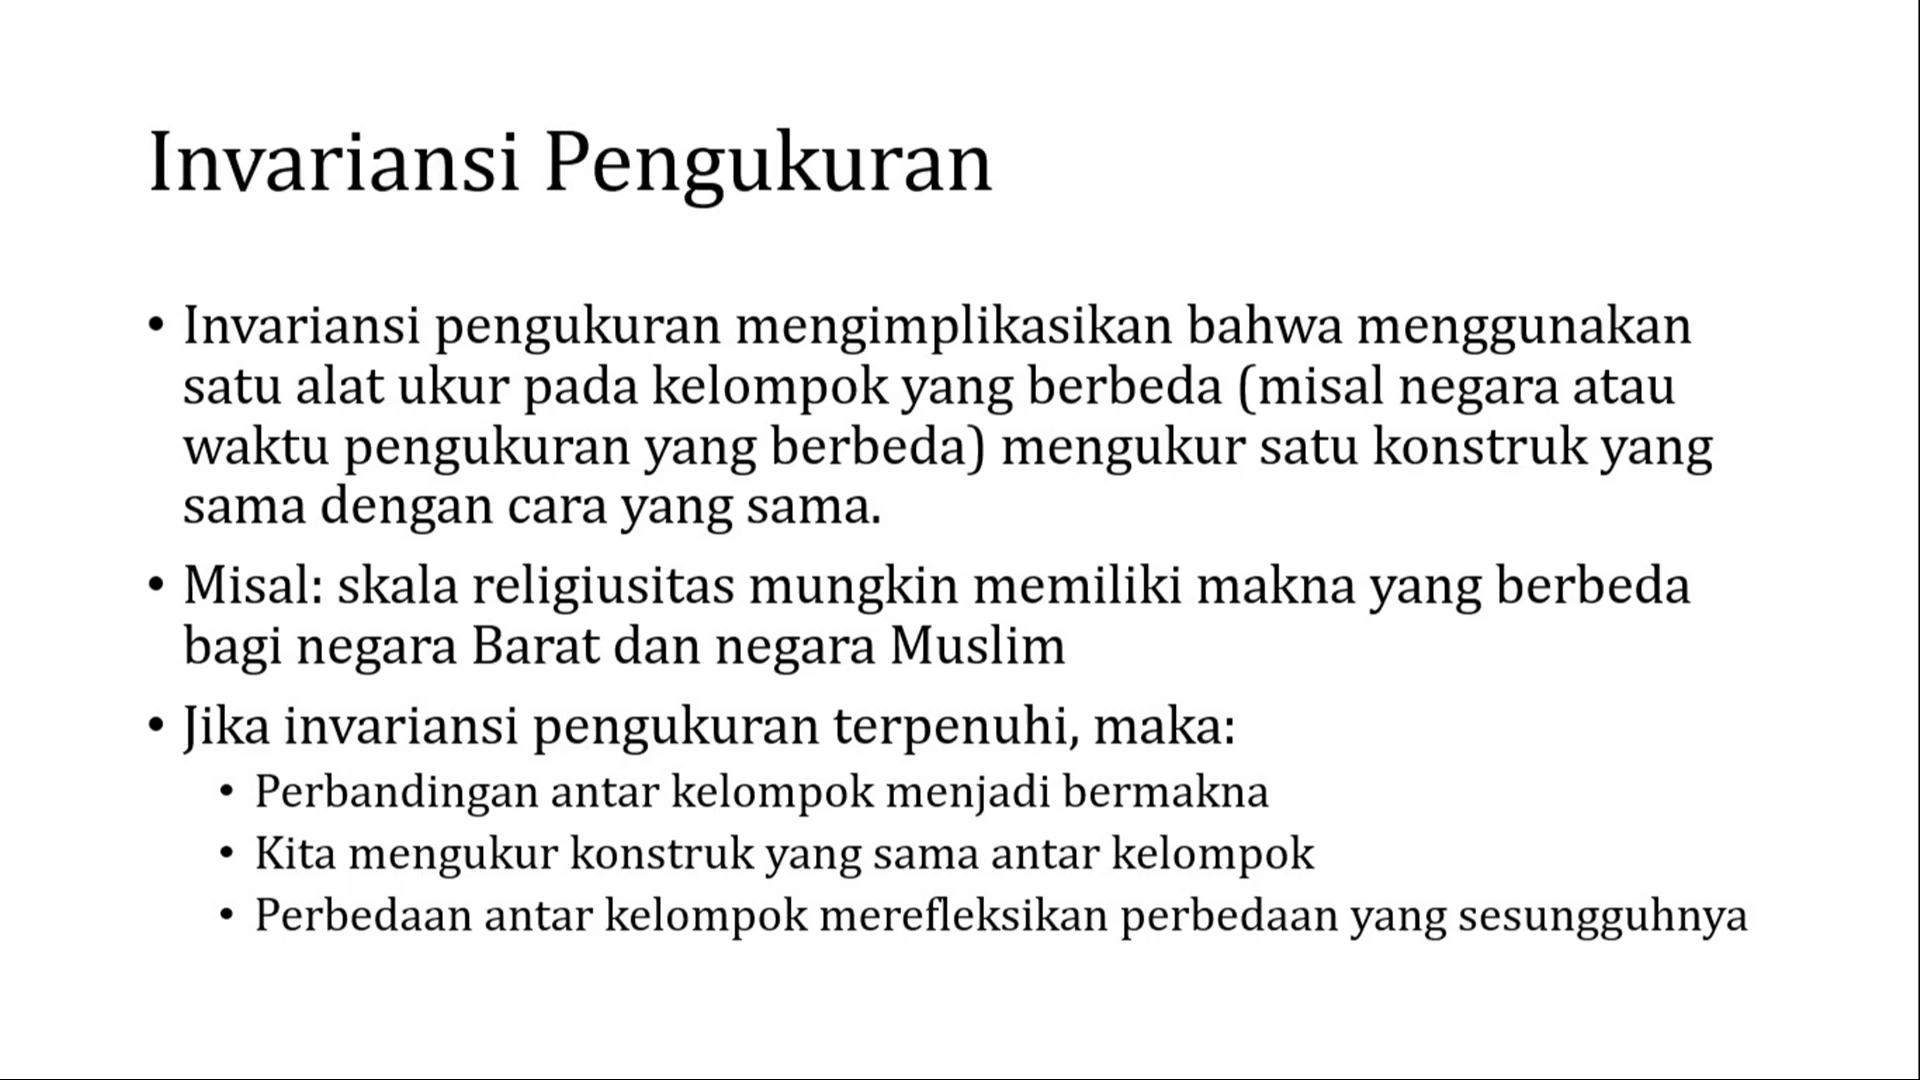 Invariansi Pengukuran
• Invariansi pengukuran mengimplikasikan bahwa menggunakan
satu alat ukur pada kelompok yang berbeda (misal negara atau
waktu pengukuran yang berbeda) mengukur satu konstruk yang
sama dengan cara yang sama.
• Misal: skala religiusitas mungkin memiliki makna yang berbeda
bagi negara Barat dan negara Muslim
• Jika invariansi pengukuran terpenuhi, maka:
• Perbandingan antar kelompok menjadi bermakna
• Kita mengukur konstruk yang sama antar kelompok
• Perbedaan antar kelompok merefleksikan perbedaan yang sesungguhnya